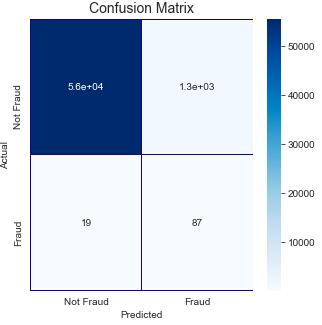 Confusion Matrix
Actual
Not Fraud
Fraud
5.6e+04
1.3e+03
19
87
Not Fraud
Fraud
Predicted
50000
40000
30000
20000
10000